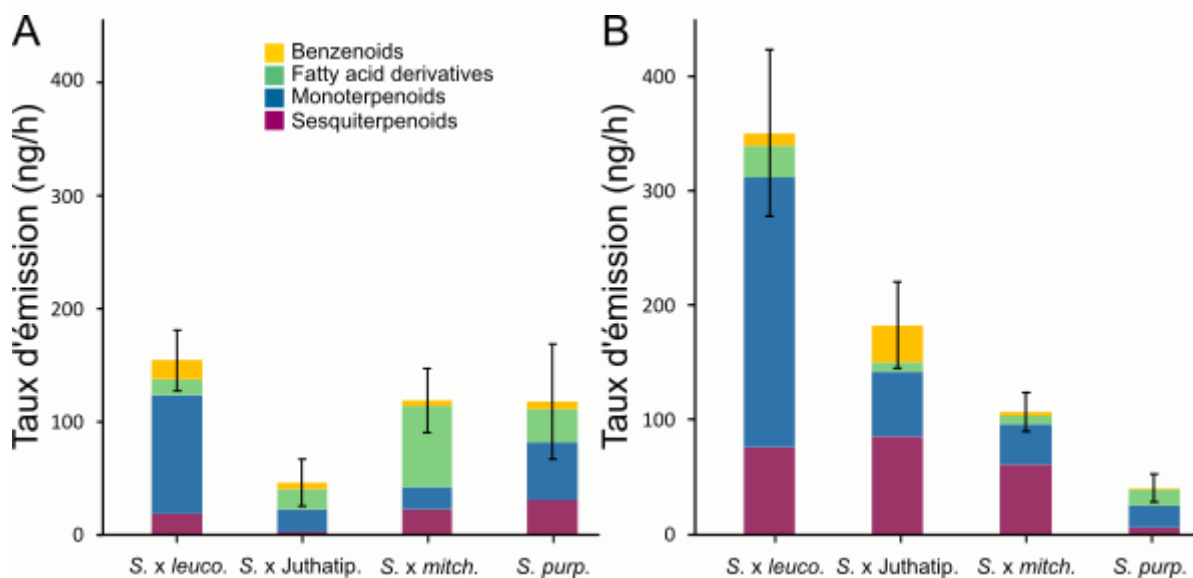 A
Taux d'émission (ng/h)
400
300
200
100
0
Benzenoids
Fatty acid derivatives
Monoterpenoids
Sesquiterpenoids
S. x leuco. S. x Juthatip. S. x mitch. S. purp.
B
Taux d'émission (ng/h)
400
300
200
100
0
S. x leuco. S. x Juthatip. S. x mitch. S. purp.